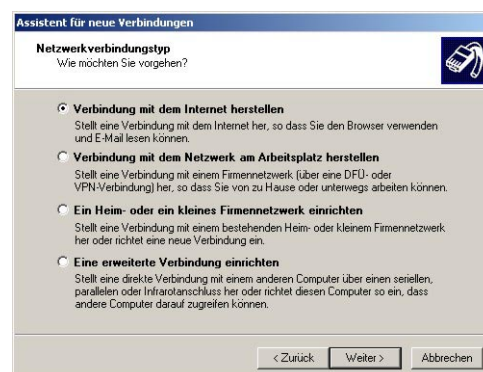 Assistent für neue Verbindungen
Netzwerkverbindungstyp
Wie möchten Sie vorgehen?
Verbindung mit dem Internet herstellen
Stellt eine Verbindung mit dem Internet her, so dass Sie den Browser verwenden
und E-Mail lesen können.
Verbindung mit dem Netzwerk am Arbeitsplatz herstellen
Stellt eine Verbindung mit einem Firmennetzwerk (über eine DFÜ- oder
VPN-Verbindung) her, so dass Sie von zu Hause oder unterwegs arbeiten können.
Ein Heim- oder ein kleines Firmennetzwerk einrichten
Stellt eine Verbindung mit einem bestehenden Heim- oder kleinem Firmennetzwerk
her oder richtet eine neue Verbindung ein.
Eine erweiterte Verbindung einrichten
Stellt eine direkte Verbindung mit einem anderen Computer über einen seriellen,
parallelen oder Infrarotanschluss her oder richtet diesen Computer so ein, dass
andere Computer darauf zugreifen können.
< Zurück Weiter > Abbrechen